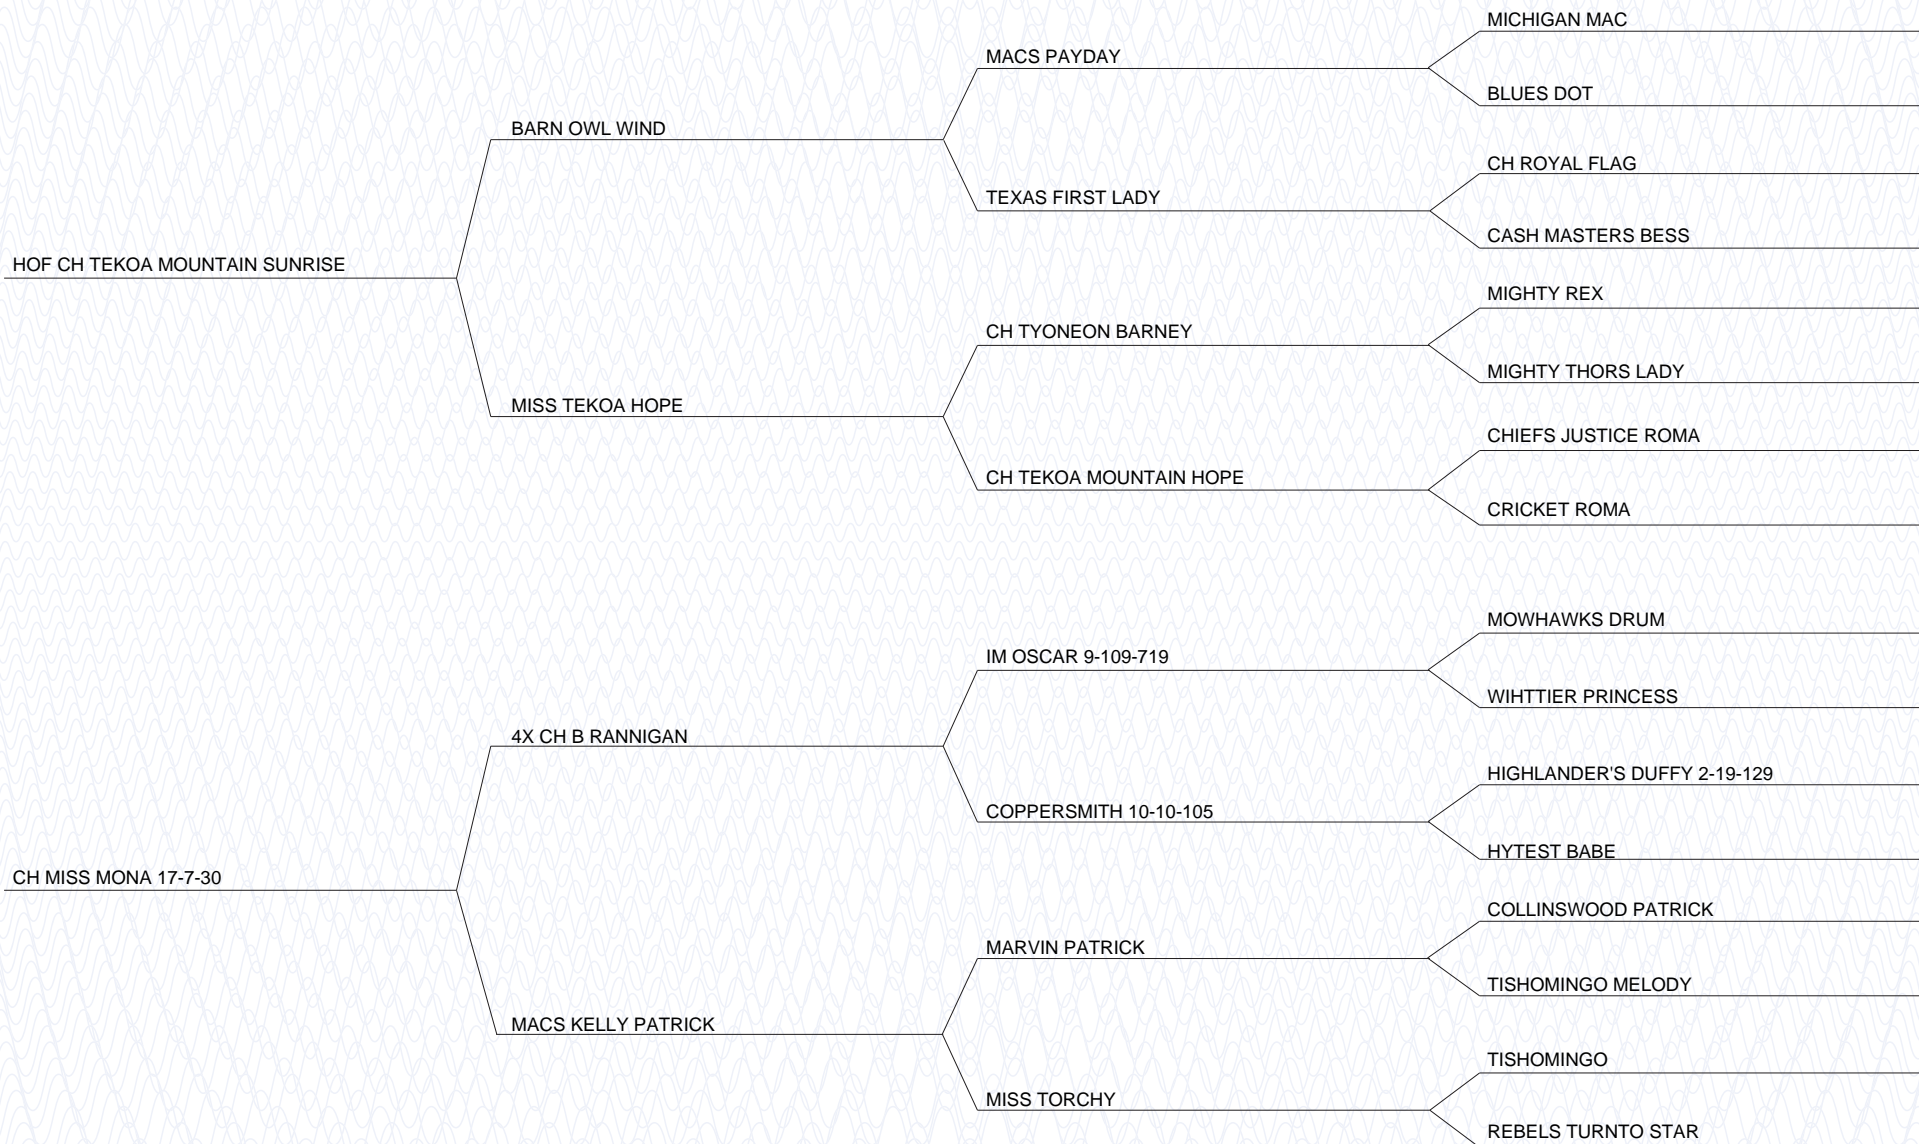 MICHIGAN MAC
MACS PAYDAY
BLUES DOT
BARN OWL WIND
CH ROYAL FLAG
TEXAS FIRST LADY
CASH MASTERS BESS
HOF CH TEKOA MOUNTAIN SUNRISE
MIGHTY REX
CH TYONEON BARNEY
MIGHTY THORS LADY
MISS TEKOA HOPE
CHIEFS JUSTICE ROMA
CH TEKOA MOUNTAIN HOPE
CRICKET ROMA
MOWHAWKS DRUM
IM OSCAR 9-109-719
WIHTTIER PRINCESS
4X CH B RANNIGAN
HIGHLANDER'S DUFFY 2-19-129
COPPERSMITH 10-10-105
HYTEST BABE
CH MISS MONA 17-7-30
COLLINSWOOD PATRICK
MARVIN PATRICK
TISHOMINGO MELODY
MACS KELLY PATRICK
TISHOMINGO
MISS TORCHY
REBELS TURNTO STAR